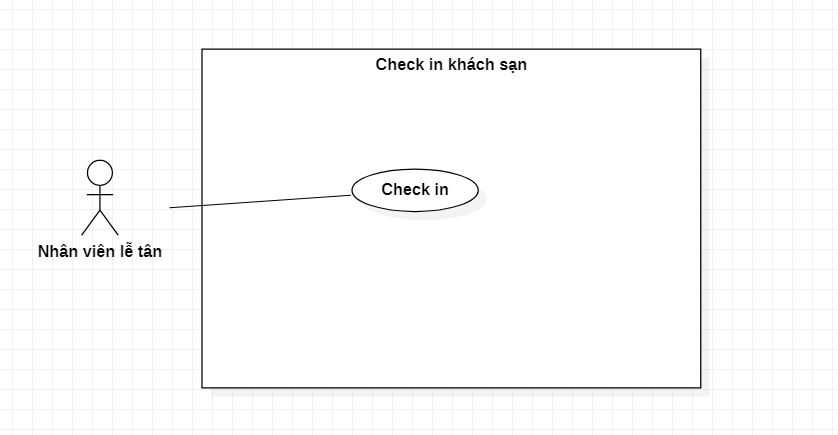 Check in khách sạn
Check in
Nhân viên lễ tân